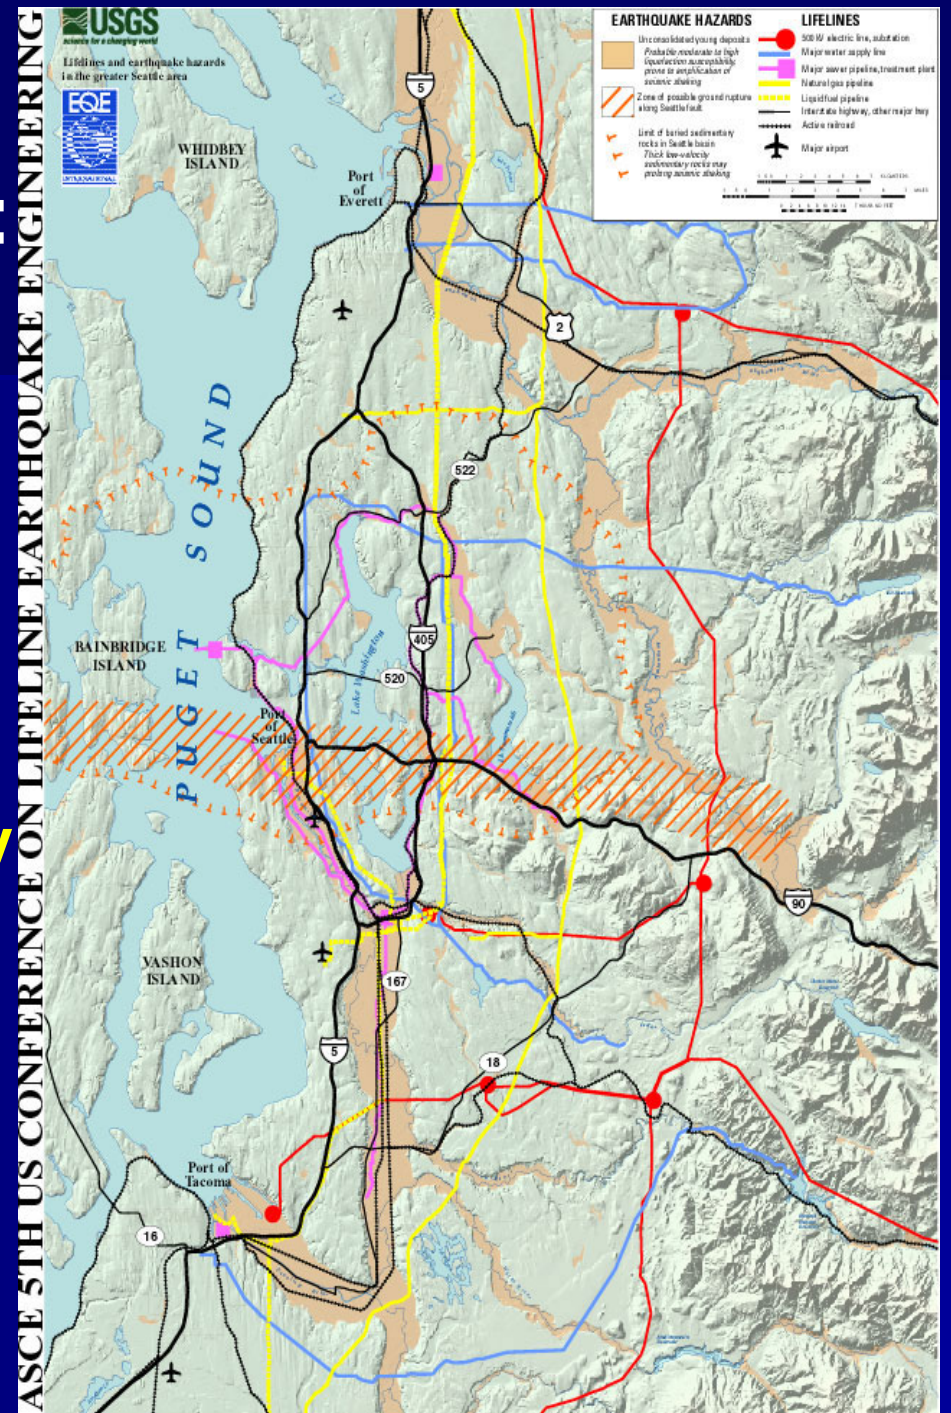 ASCE 5TH US CONFERENCE ON LIFELINE EARTHQUAKE ENGINEERING
USGS
science for a changing world
Lifelines and earthquake hazards
in the greater Seattle area
EQE
INTERNATIONAL
EARTHQUAKE HAZARDS
Unconsolidated young deposits
Probable moderate to high
liquefaction susceptibility,
prone to amplification of
seismic shaking
Zone of possible ground rupture
along Seattle fault
Limit of buried sedimentary
rocks in Seattle basin
Thick low-velocity
sedimentary rocks may
prolong seismic shaking
LIFELINES
500 kV electric line, substation
Major water supply line
Major sewer pipeline, treatment plant
Natural gas pipeline
Liquid fuel pipeline
Interstate highway, other major hwy
Active railroad
Major airport
5
WHIDBEY
ISLAND
Port
of
Everett
2
522
PUGET SOUND
405
BAINBRIDGE
ISLAND
Lake Washington
520
Port
of
Seattle
90
VASHON
ISLAND
167
5
18
Port of
Tacoma
16